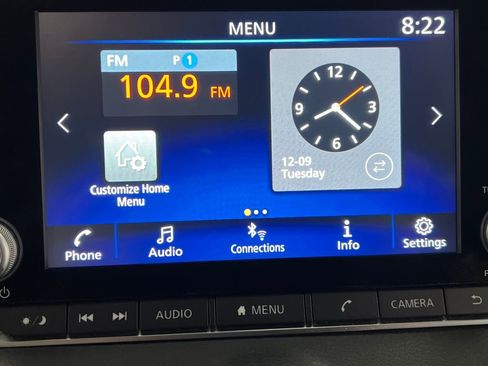 MENU
8:22
FM P 1
104.9 FM
12
9
3
6
12-09
Tuesday
Customize Home
Menu
Phone
Audio
Connections
Info
Settings
AUDIO
MENU
CAMERA